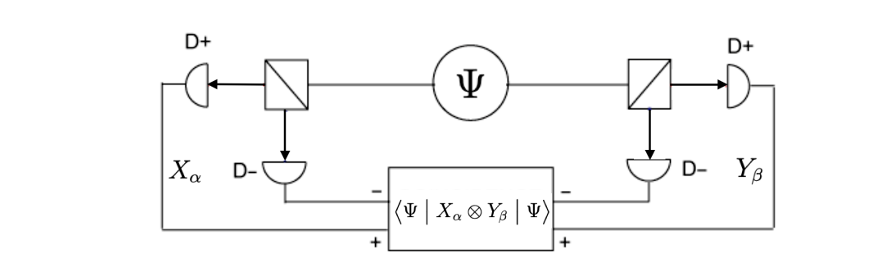 D+
D+
Ψ
X_α
D–
D–
Y_β
– ⟨Ψ | X_α ⊗ Y_β | Ψ⟩ –
+ +